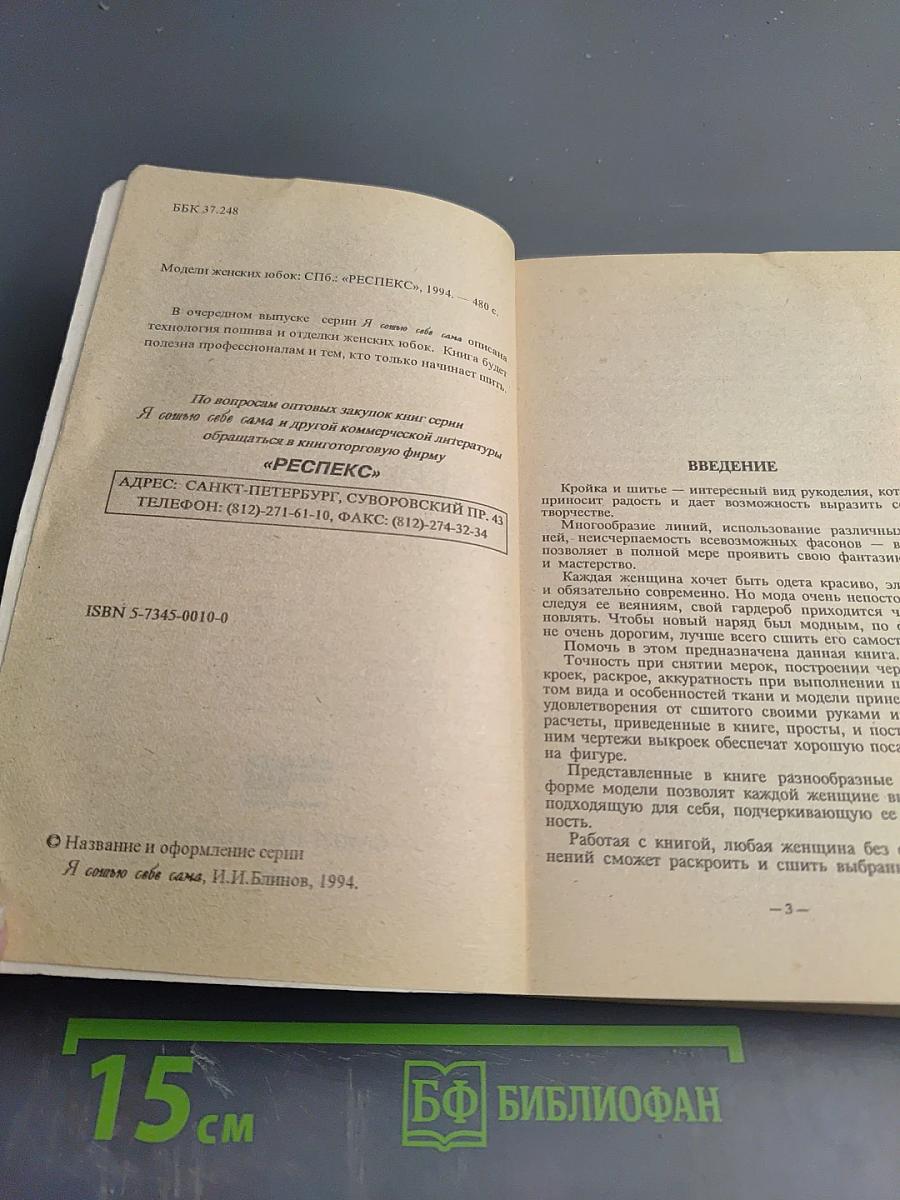 ББК 37.248
Модели женских юбок: СПб.: «РЕСПЕКС», 1994. — 480 с.
В очередном выпуске серии Я сошью себе сама описана
технология пошива и отделки женских юбок. Книга будет
полезна профессионалам и тем, кто только начинает шить.
По вопросам оптовых закупок книг серии
Я сошью себе сама и другой коммерческой литературы
обращаться в книготорговую фирму
«РЕСПЕКС»
АДРЕС: САНКТ-ПЕТЕРБУРГ, СУВОРОВСКИЙ ПР. 43
ТЕЛЕФОН: (812)-271-61-10, ФАКС: (812)-274-32-34
ISBN 5-7345-0010-0
© Название и оформление серии
Я сошью себе сама, И.И.Блинов, 1994.
ВВЕДЕНИЕ
Кройка и шитье — интересный вид рукоделия, кот
приносит радость и дает возможность выразить се
творчестве.
Многообразие линий, использование различных
ней, неисчерпаемость всевозможных фасонов — в
позволяет в полной мере проявить свою фантазию
и мастерство.
Каждая женщина хочет быть одета красиво, эл
и обязательно современно. Но мода очень непосто
следуя ее веяниям, свой гардероб приходится ч
новлять. Чтобы новый наряд был модным, по
не очень дорогим, лучше всего сшить его самост
Помочь в этом предназначена данная книга.
Точность при снятии мерок, построении чер
кроек, раскрое, аккуратность при выполнении п
том вида и особенностей ткани и модели прине
удовлетворения от сшитого своими руками и
расчеты, приведенные в книге, просты, и пост
ним чертежи выкроек обеспечат хорошую поса
на фигуре.
Представленные в книге разнообразные
форме модели позволят каждой женщине вы
подходящую для себя, подчеркивающую ее
ность.
Работая с книгой, любая женщина без
нений сможет раскроить и сшить выбранн
—3—
15 см
БФ БИБЛИОФАН